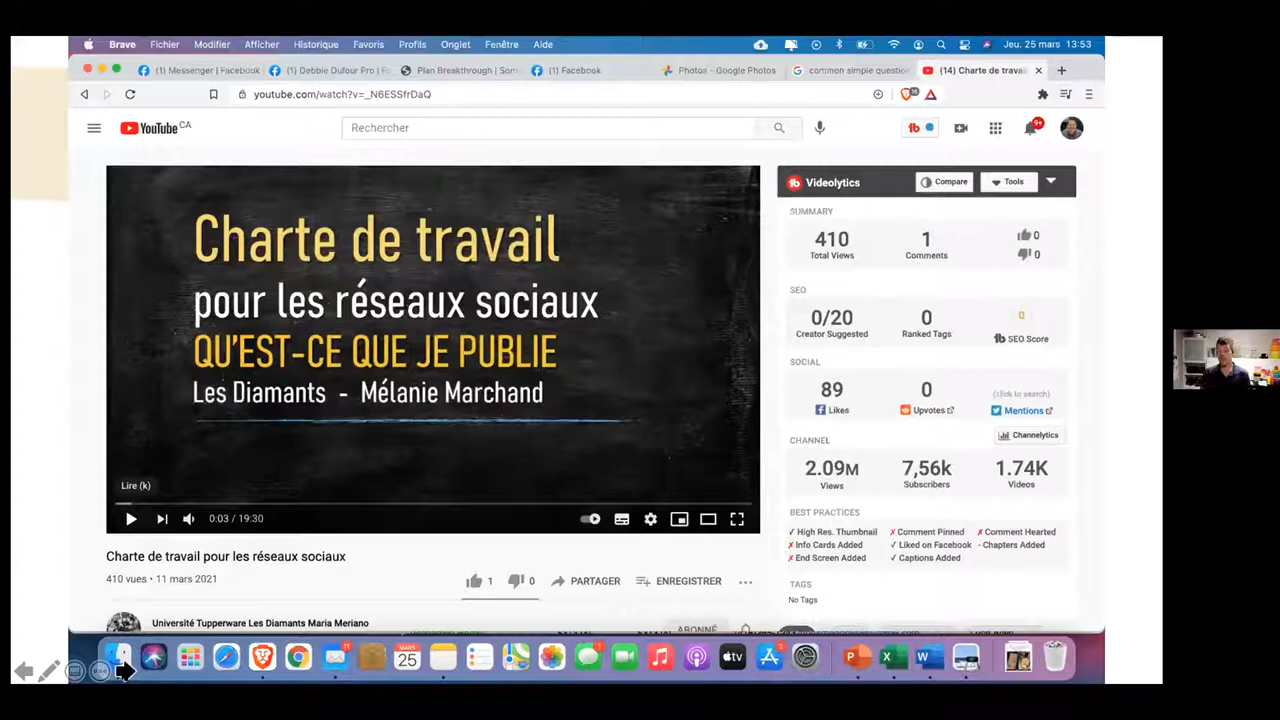 Brave Fichier Modifier Afficher Historique Favoris Profils Onglet Fenêtre Aide Jeu. 25 mars 13:53
(1) Messenger | Facebook (1) Debbie Dufour Pro | F Plan Breakthrough | Som (1) Facebook Photos - Google Photos common simple question (14) Charte de travai
youtube.com/watch?v=_N6ESSfrDaQ
YouTube CA Rechercher 9+
Charte de travail
pour les réseaux sociaux
QU'EST-CE QUE JE PUBLIE
Les Diamants - Mélanie Marchand
Lire (k)
0:03 / 19:30
Charte de travail pour les réseaux sociaux
410 vues • 11 mars 2021
1 0 PARTAGER ENREGISTRER
Université Tupperware Les Diamants Maria Meriano
ABONNÉ
Videolytics Compare Tools
SUMMARY
410 1 0
Total Views Comments 0
SEO
0/20 0 0
Creator Suggested Ranked Tags SEO Score
SOCIAL
89 0 (click to search)
Likes Upvotes Mentions
CHANNEL Channelytics
2.09M 7,56k 1.74K
Views Subscribers Videos
BEST PRACTICES
✓ High Res. Thumbnail ✗ Comment Pinned ✗ Comment Hearted
✗ Info Cards Added ✓ Liked on Facebook - Chapters Added
✗ End Screen Added ✓ Captions Added
TAGS
No Tags
MARS
25
tv